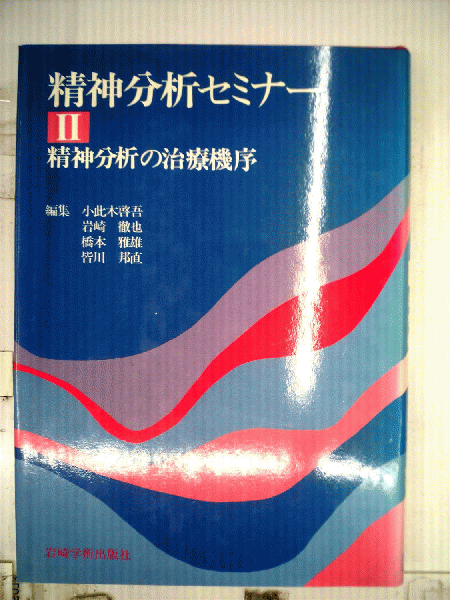 精神分析セミナー
II
精神分析の治療機序
編集 小此木啓吾
岩崎 徹也
橋本 雅雄
皆川 邦直
岩崎学術出版社